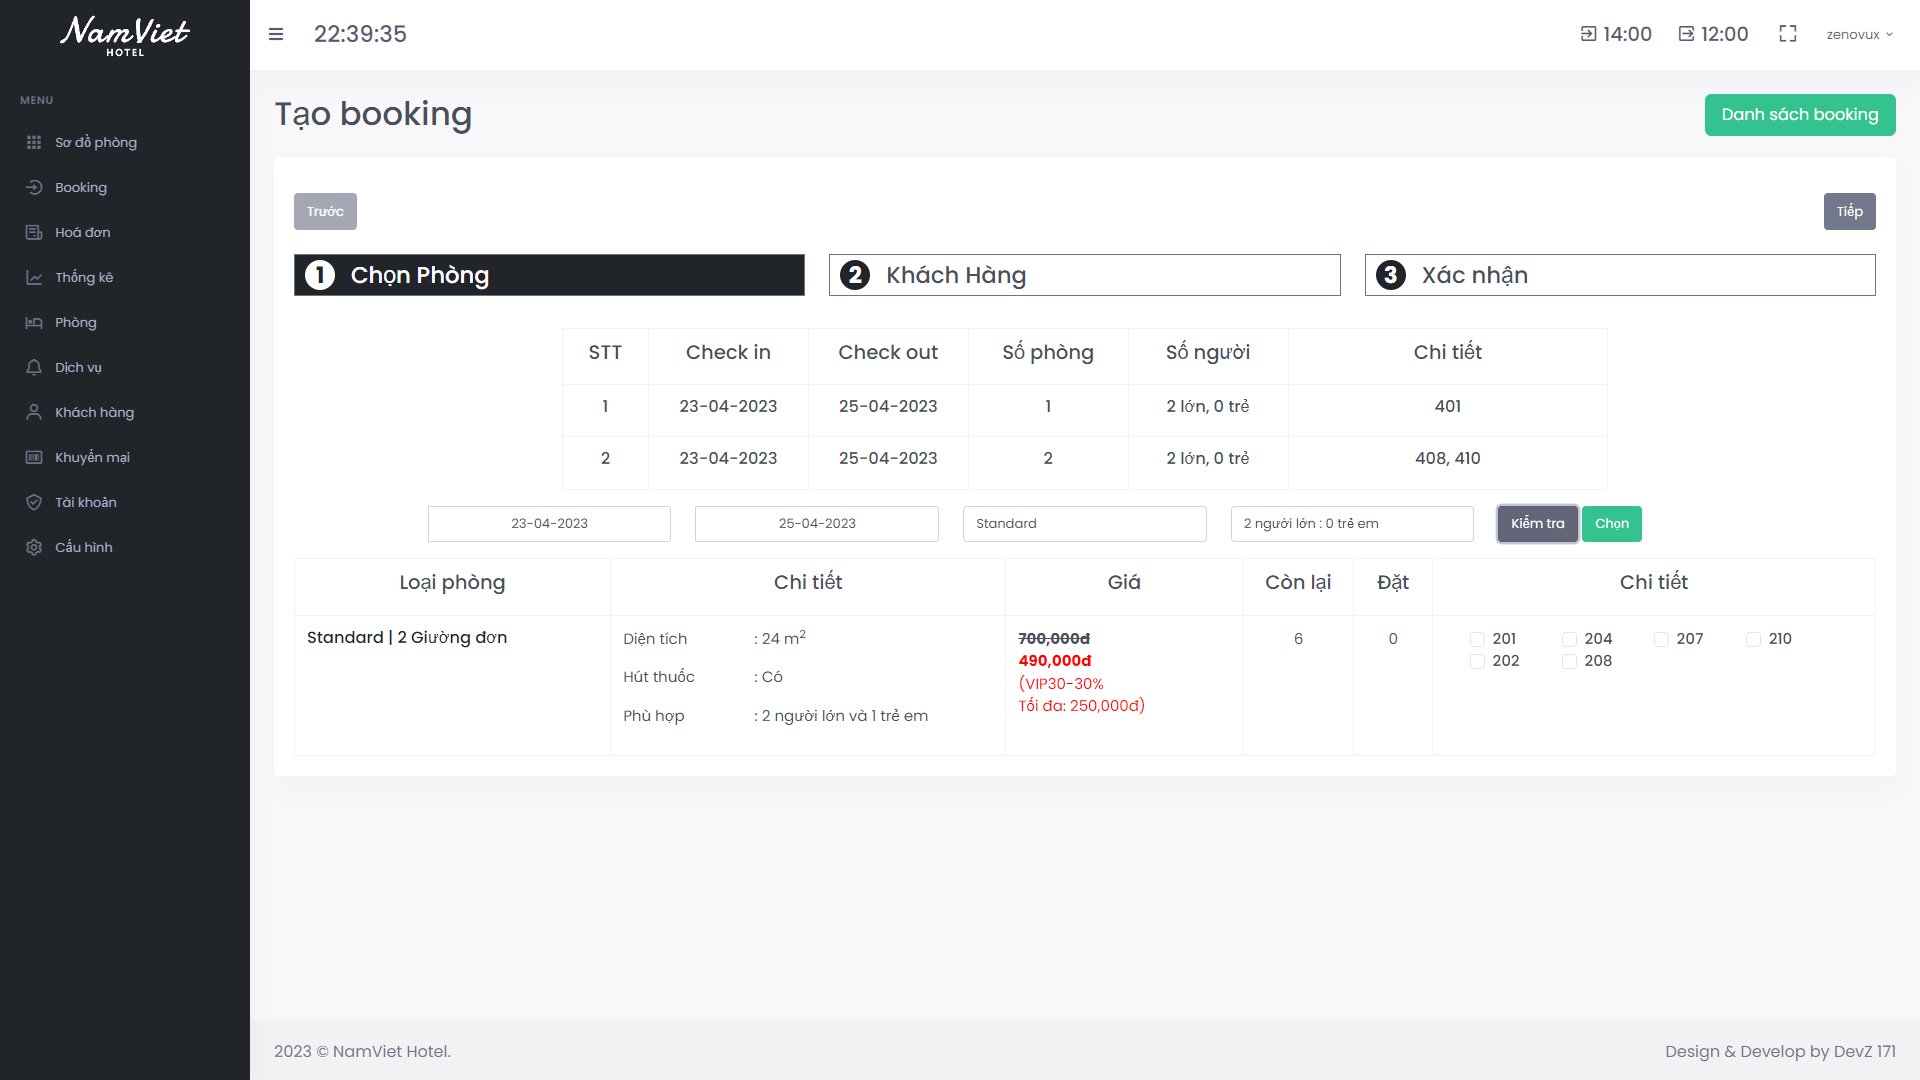 NamViet
HOTEL
MENU
Sơ đồ phòng
Booking
Hoá đơn
Thống kê
Phòng
Dịch vụ
Khách hàng
Khuyến mại
Tài khoản
Cấu hình
22:39:35
14:00
12:00
zenovux
Tạo booking
Danh sách booking
Trước
Tiếp
1 Chọn Phòng
2 Khách Hàng
3 Xác nhận
STT Check in Check out Số phòng Số người Chi tiết
1 23-04-2023 25-04-2023 1 2 lớn, 0 trẻ 401
2 23-04-2023 25-04-2023 2 2 lớn, 0 trẻ 408, 410
23-04-2023 25-04-2023 Standard 2 người lớn : 0 trẻ em Kiểm tra Chọn
Loại phòng Chi tiết Giá Còn lại Đặt Chi tiết
Standard | 2 Giường đơn
Diện tích : 24 m²
Hút thuốc : Có
Phù hợp : 2 người lớn và 1 trẻ em
700,000đ
490,000đ
(VIP30-30%
Tối đa: 250,000đ)
6
0
201 204 207 210
202 208
2023 © NamViet Hotel.
Design & Develop by DevZ 171